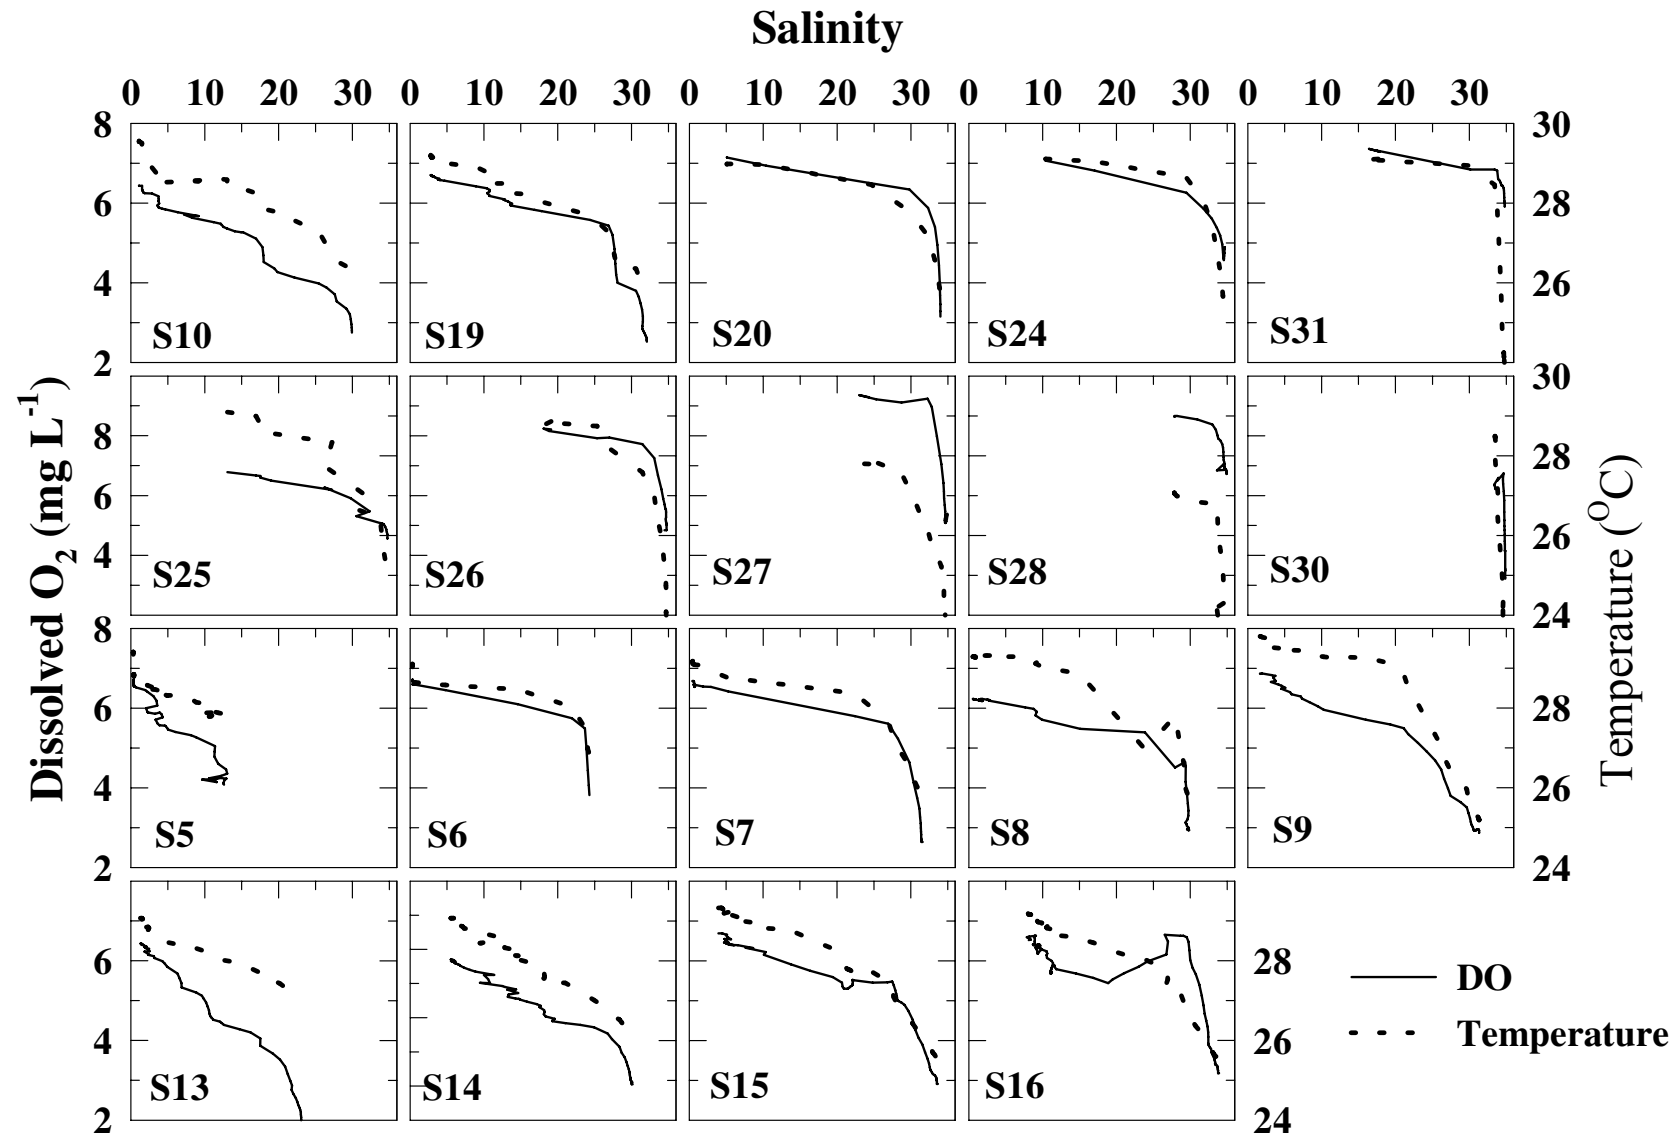 Salinity
0 10 20 30 0 10 20 30 0 10 20 30 0 10 20 30 10 20 30
8 30
6 28
4 26
S10 S19 S20 S24 S31
2
30
8
28
6
26
4
S25 S26 S27 S28 S30
24
8
6 28
4 26
S5 S6 S7 S8 S9
2 24
6 28
4 26
S13 S14 S15 S16
2 24
Dissolved O₂ (mg L⁻¹)
Temperature (ᴼC)
DO
Temperature